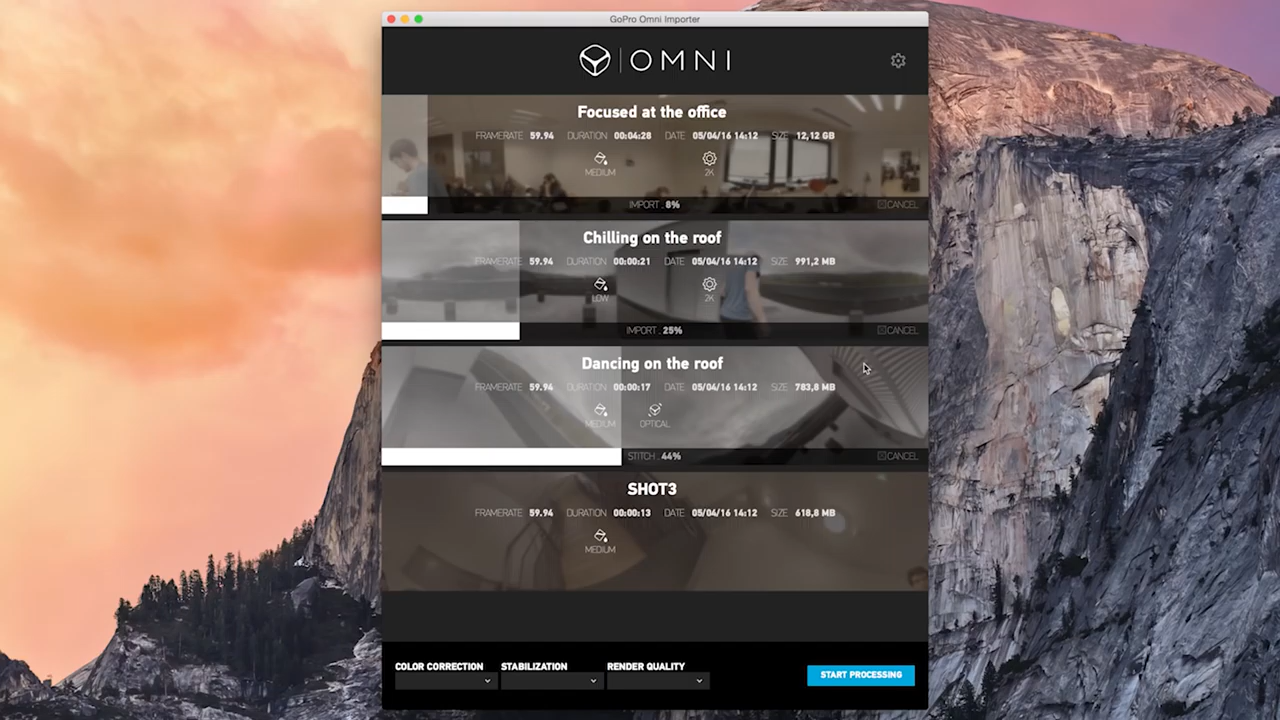 GoPro Omni Importer
OMNI
Focused at the office
FRAMERATE 59.94 DURATION 00:04:28 DATE 05/04/16 14:12 SIZE 12,12 GB
MEDIUM 2K
IMPORT . 8% CANCEL
Chilling on the roof
FRAMERATE 59.94 DURATION 00:00:21 DATE 05/04/16 14:12 SIZE 991,2 MB
LOW 2K
IMPORT . 25% CANCEL
Dancing on the roof
FRAMERATE 59.94 DURATION 00:00:17 DATE 05/04/16 14:12 SIZE 783,8 MB
MEDIUM OPTICAL
STITCH . 44% CANCEL
SHOT3
FRAMERATE 59.94 DURATION 00:00:13 DATE 05/04/16 14:12 SIZE 618,8 MB
MEDIUM
COLOR CORRECTION STABILIZATION RENDER QUALITY
START PROCESSING